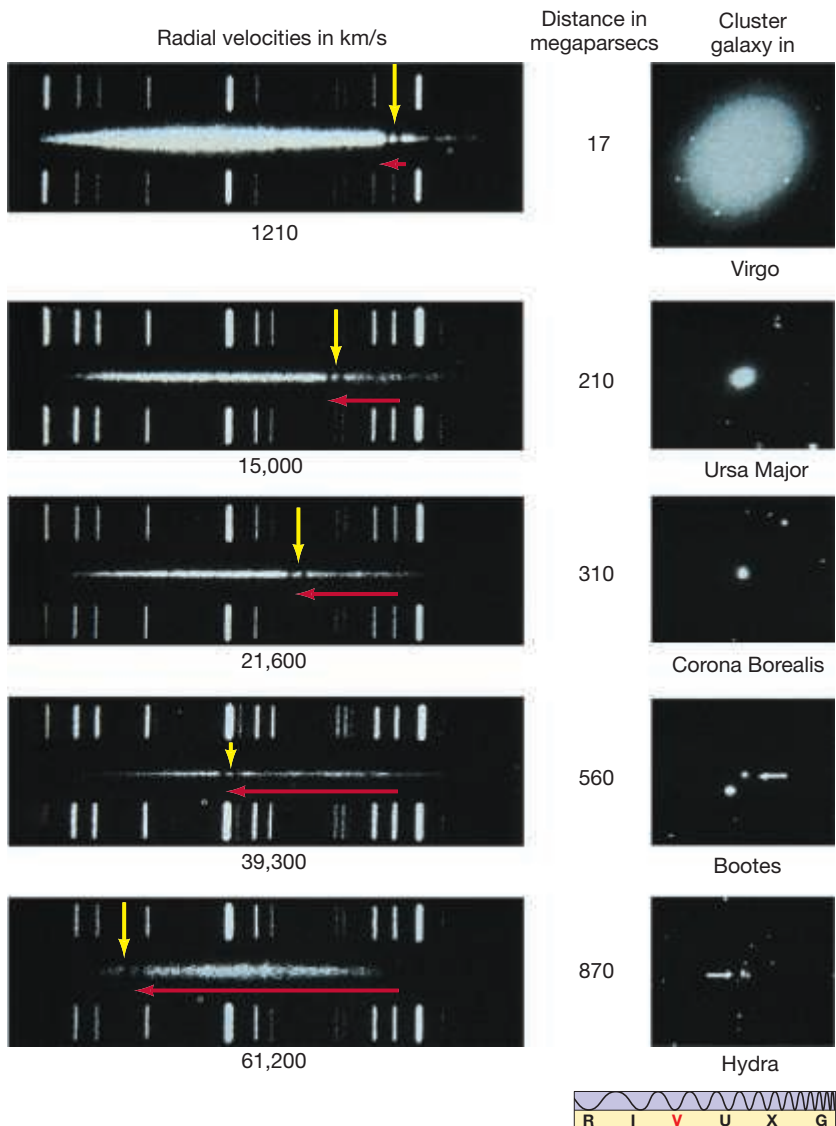 Radial velocities in km/s
Distance in
megaparsecs
Cluster
galaxy in
1210
17
Virgo
15,000
210
Ursa Major
21,600
310
Corona Borealis
39,300
560
Bootes
61,200
870
Hydra
R I V U X G